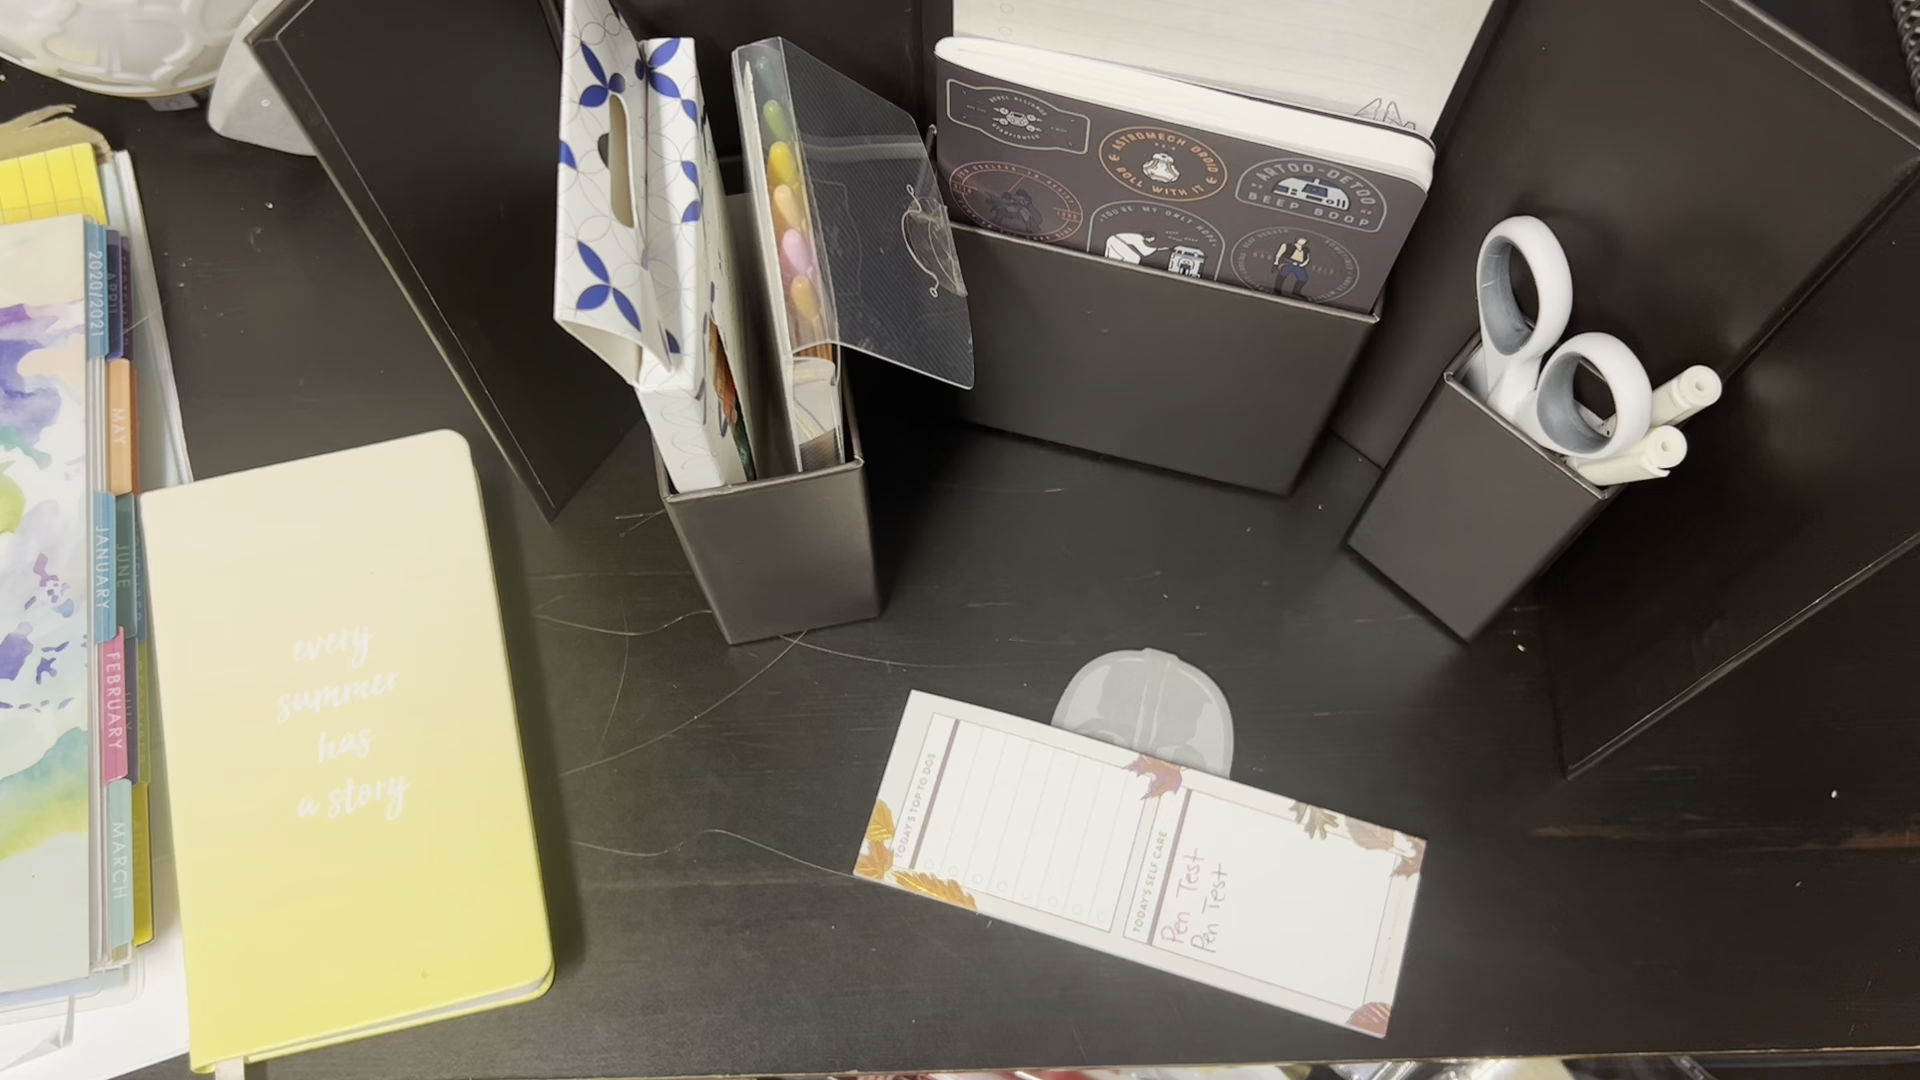 ASTROMECH DROID
ROLL WITH IT
ARTOO-DETOO
BEEP BOOP
YOU'RE MY ONLY HOPE
2020/2021
APRIL
MAY
JANUARY
JUNE
FEBRUARY
JULY
MARCH
every
summer
has
a story
TODAY'S TOP TO DOS
TODAY'S SELF CARE
Pen Test
Pen Test